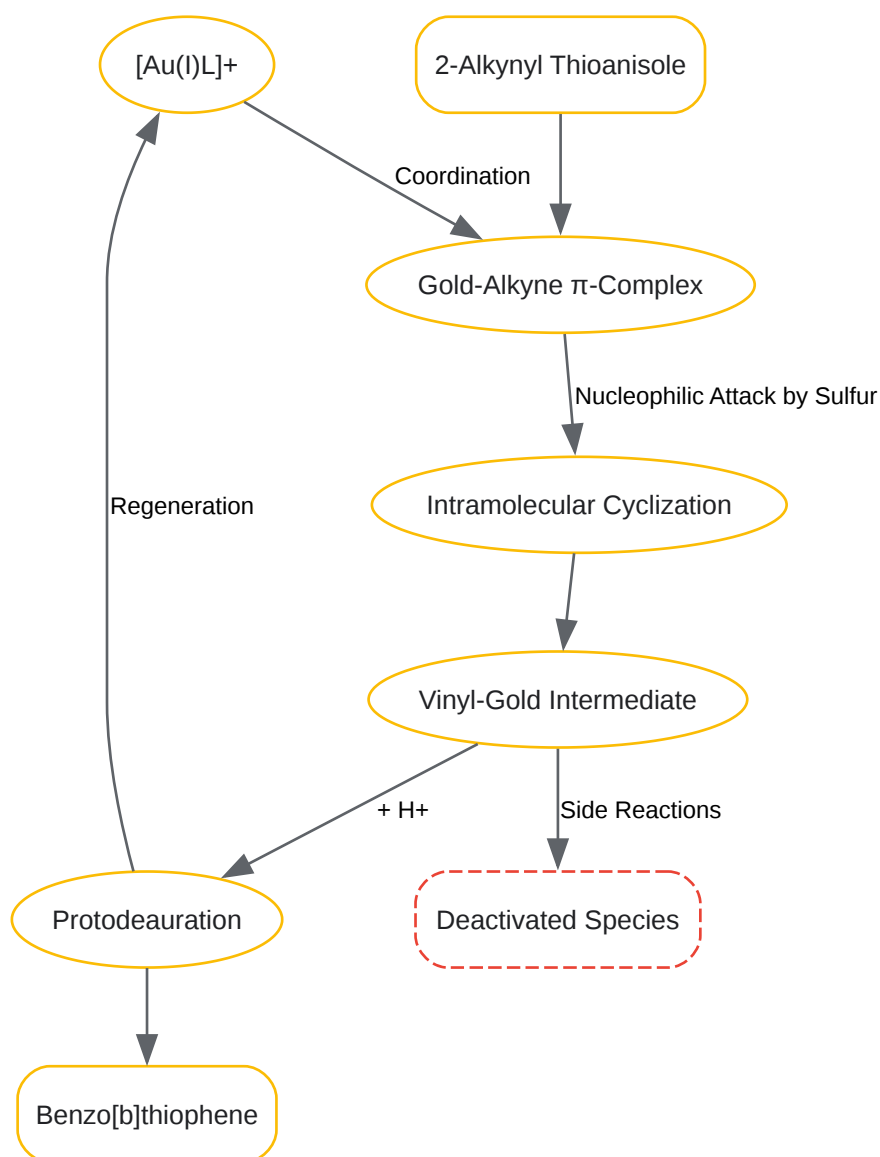 [Au(I)L]+
2-Alkynyl Thioanisole
Coordination
Gold-Alkyne π-Complex
Nucleophilic Attack by Sulfur
Intramolecular Cyclization
Regeneration
Vinyl-Gold Intermediate
+ H+
Side Reactions
Protodeauration
Deactivated Species
Benzo[b]thiophene